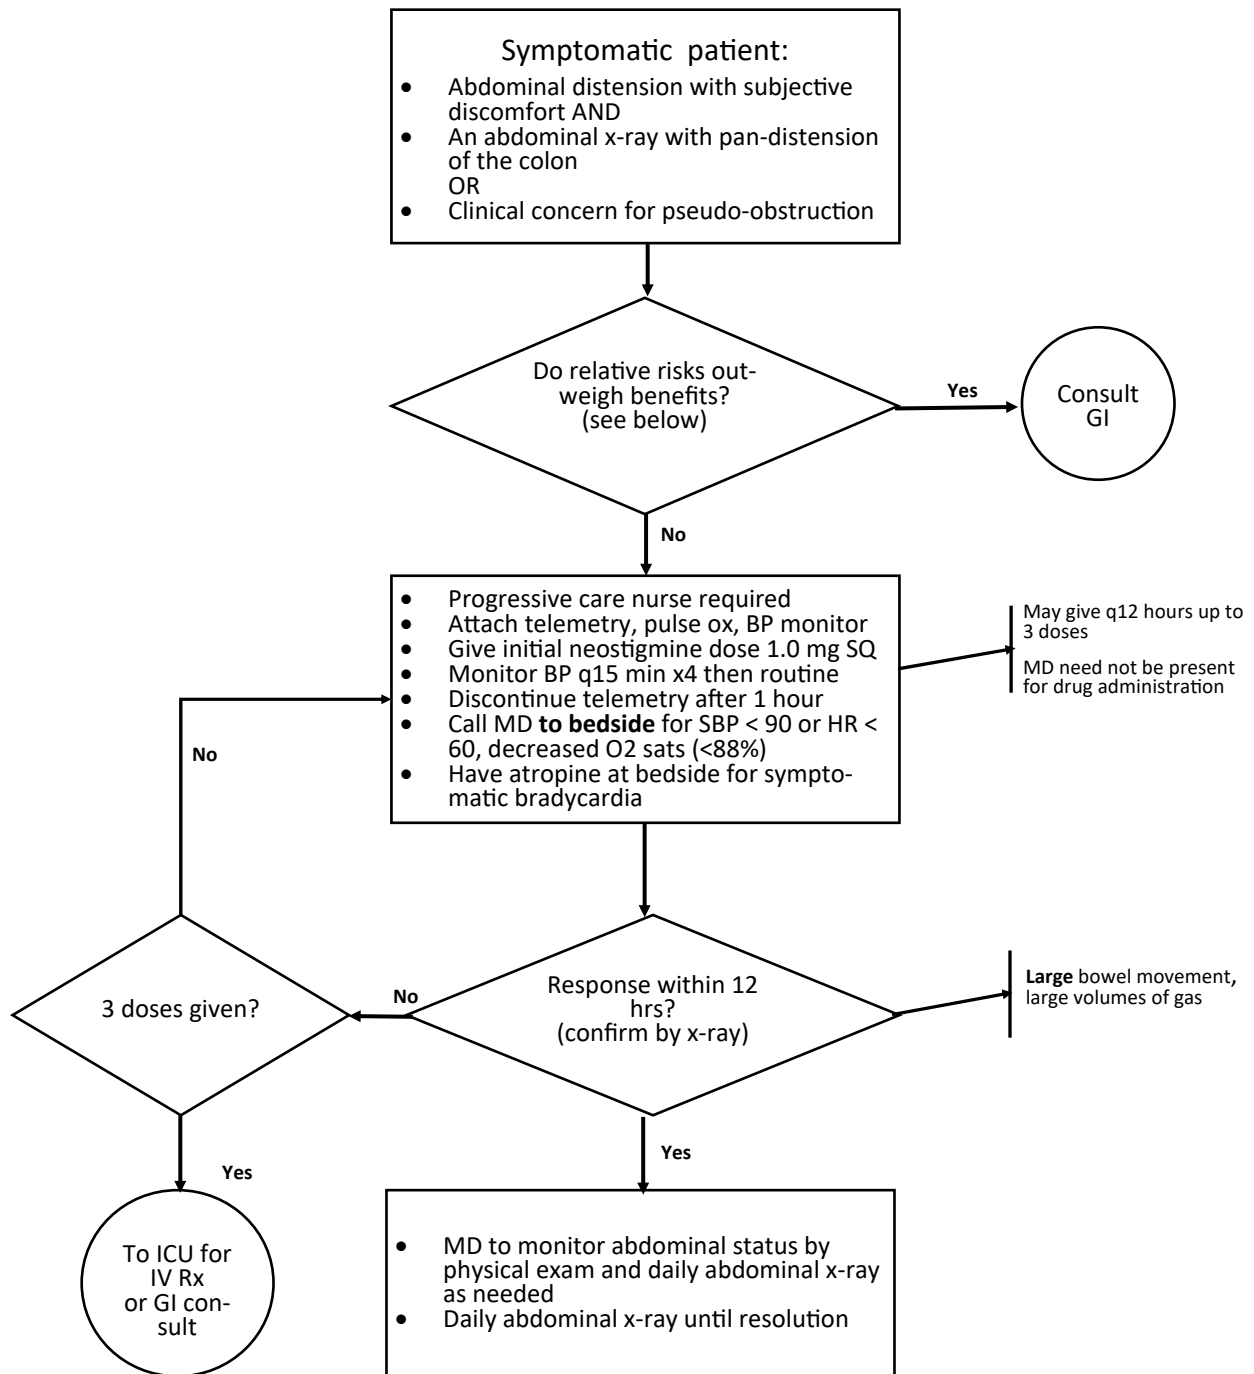 Symptomatic patient:
• Abdominal distension with subjective
discomfort AND
• An abdominal x-ray with pan-distension
of the colon
OR
• Clinical concern for pseudo-obstruction
Do relative risks out-
weigh benefits?
(see below)
Yes
Consult
GI
No
• Progressive care nurse required
• Attach telemetry, pulse ox, BP monitor
• Give initial neostigmine dose 1.0 mg SQ
• Monitor BP q15 min x4 then routine
• Discontinue telemetry after 1 hour
• Call MD to bedside for SBP < 90 or HR <
60, decreased O2 sats (<88%)
• Have atropine at bedside for sympto-
matic bradycardia
May give q12 hours up to
3 doses
MD need not be present
for drug administration
No
3 doses given?
No
Response within 12
hrs?
(confirm by x-ray)
Large bowel movement,
large volumes of gas
Yes
Yes
To ICU for
IV Rx
or GI con-
sult
• MD to monitor abdominal status by
physical exam and daily abdominal x-ray
as needed
• Daily abdominal x-ray until resolution